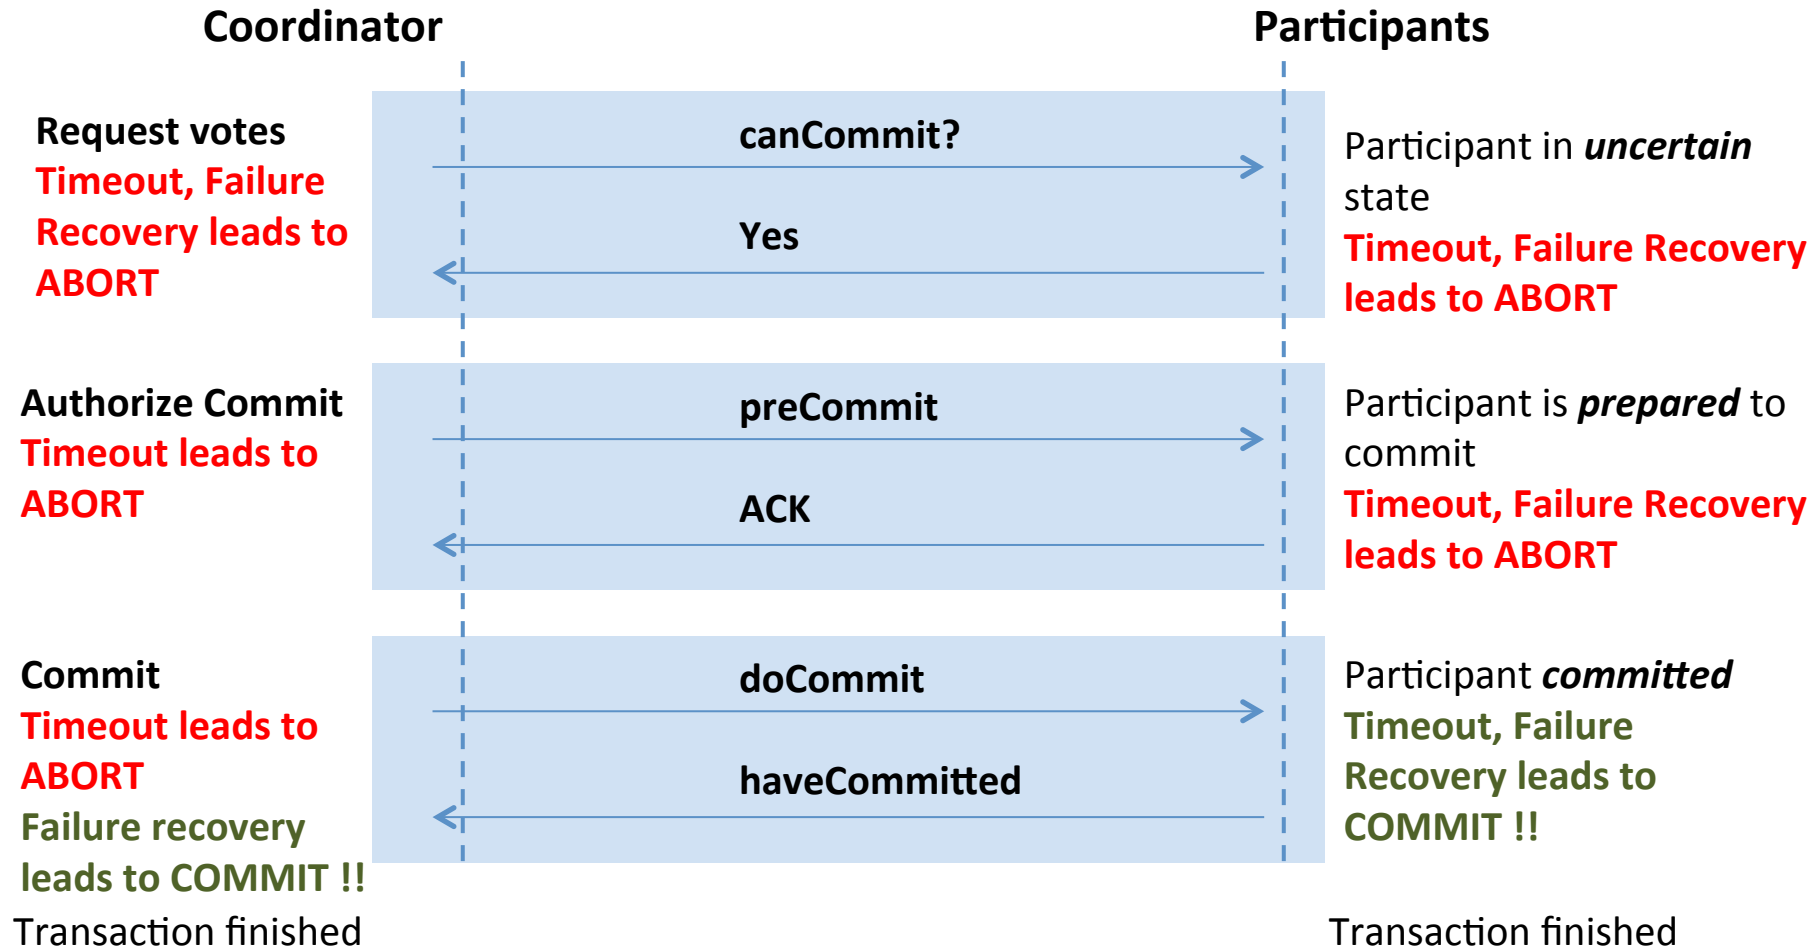 Coordinator
Participants
Request votes
Timeout, Failure
Recovery leads to
ABORT
canCommit?
Yes
Participant in uncertain
state
Timeout, Failure Recovery
leads to ABORT
Authorize Commit
Timeout leads to
ABORT
preCommit
ACK
Participant is prepared to
commit
Timeout, Failure Recovery
leads to ABORT
Commit
Timeout leads to
ABORT
Failure recovery
leads to COMMIT !!
doCommit
haveCommitted
Participant committed
Timeout, Failure
Recovery leads to
COMMIT !!
Transaction finished
Transaction finished